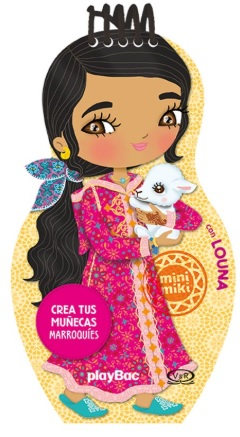 con LOUNA
mini
miki
CREA TUS
MUÑECAS
MARROQUÍES
playBac
V&R